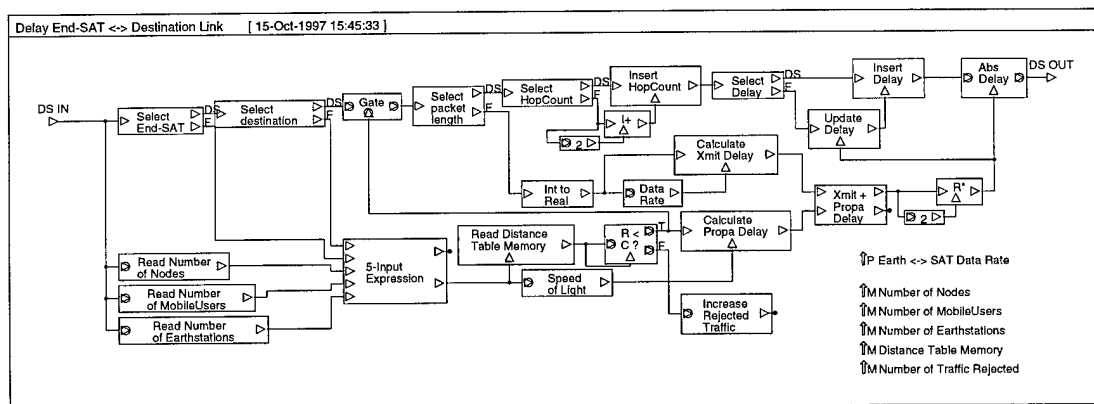 Delay End-SAT <-> Destination Link [ 15-Oct-1997 15:45:33 ]
DS IN
Select
End-SAT
DS
F
Select
destination
DS
F
Gate
Select
packet
length
DS
F
Select
HopCount
DS
F
Insert
HopCount
I+
2
Select
Delay
DS
F
Insert
Delay
Update
Delay
Abs
Delay
DS OUT
Int to
Real
Data
Rate
Calculate
Xmit Delay
Xmit +
Propa
Delay
R*
2
Read Number
of Nodes
Read Number
of MobileUsers
Read Number
of Earthstations
5-Input
Expression
Read Distance
Table Memory
R <
C ?
T
F
Calculate
Propa Delay
Speed
of Light
Increase
Rejected
Traffic
⇑P Earth <-> SAT Data Rate
⇑M Number of Nodes
⇑M Number of MobileUsers
⇑M Number of Earthstations
⇑M Distance Table Memory
⇑M Number of Traffic Rejected